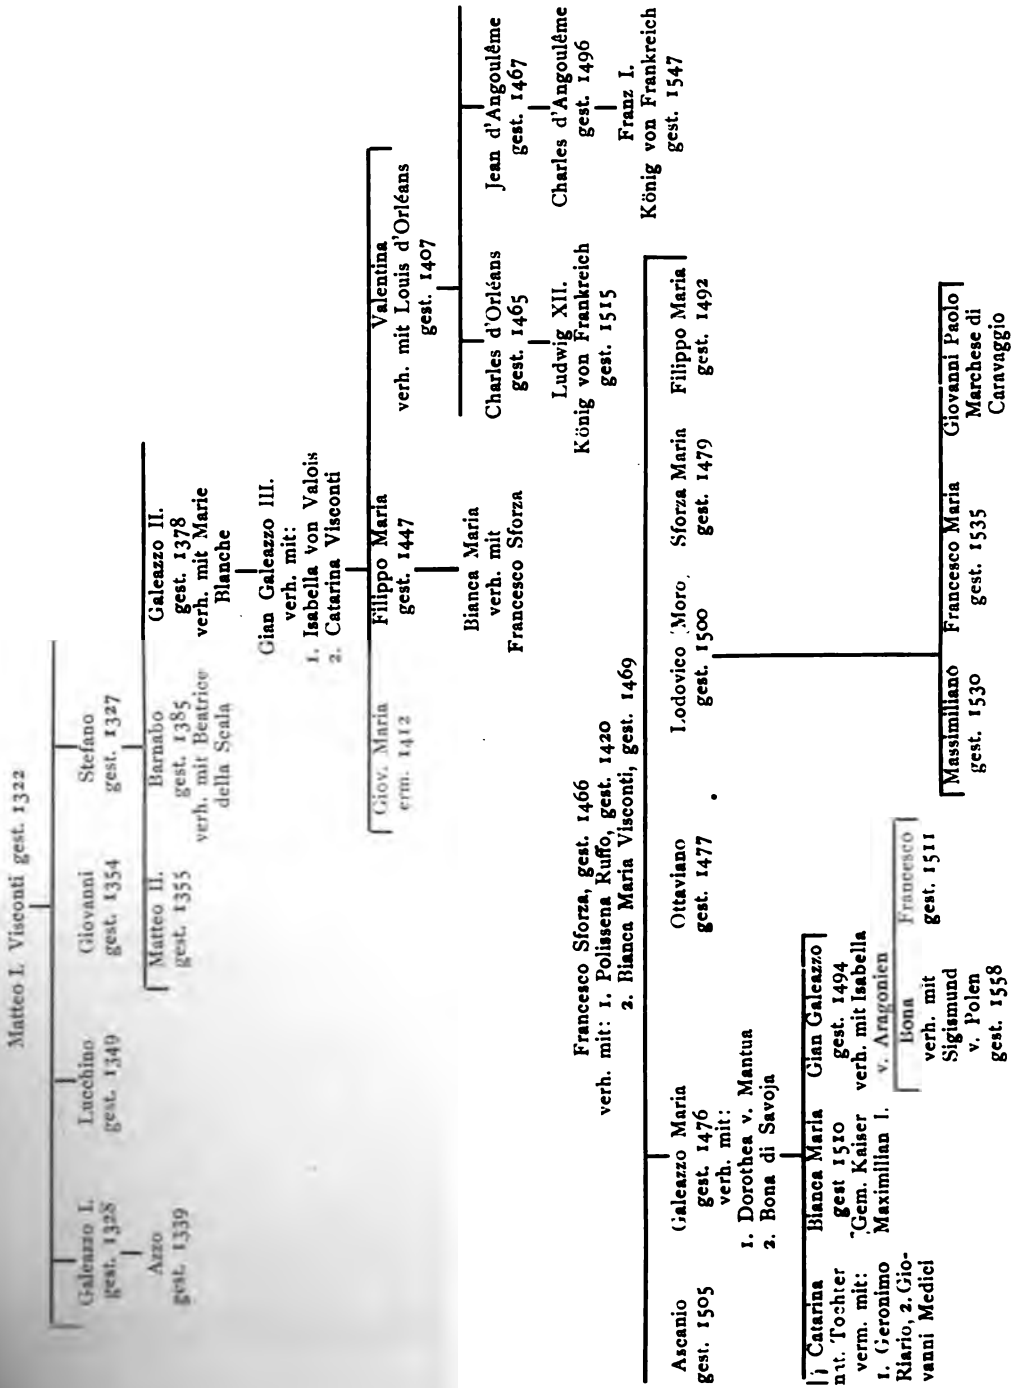 Matteo I. Visconti gest. 1322
Galeazzo I.
gest. 1328
Lucchino
gest. 1349
Giovanni
gest. 1354
Stefano
gest. 1327
Azzo
gest. 1339
Matteo II.
gest. 1355
Barnabo
gest. 1385
verh. mit Beatrice
della Scala
Galeazzo II.
gest. 1378
verh. mit Marie
Blanche
Gian Galeazzo III.
verh. mit:
1. Isabella von Valois
2. Catarina Visconti
Giov. Maria
erm. 1412
Filippo Maria
gest. 1447
Valentina
verh. mit Louis d'Orléans
gest. 1407
Bianca Maria
verh. mit
Francesco Sforza
Charles d'Orléans
gest. 1465
Jean d'Angoulême
gest. 1467
Ludwig XII.
König von Frankreich
gest. 1515
Charles d'Angoulême
gest. 1496
Franz I.
König von Frankreich
gest. 1547
Francesco Sforza, gest. 1466
verh. mit: 1. Polissena Ruffo, gest. 1420
2. Bianca Maria Visconti, gest. 1469
Ascanio
gest. 1505
Galeazzo Maria
gest. 1476
verh. mit:
1. Dorothea v. Mantua
2. Bona di Savoja
Ottaviano
gest. 1477
Lodovico (Moro)
gest. 1500
Sforza Maria
gest. 1479
Filippo Maria
gest. 1492
Catarina
nat. Tochter
verm. mit:
1. Geronimo
Riario, 2. Gio-
vanni Medici
Bianca Maria
gest 1510
Gem. Kaiser
Maximilian I.
Gian Galeazzo
gest. 1494
verh. mit Isabella
v. Aragonien
Bona
verh. mit
Sigismund
v. Polen
gest. 1558
Francesco
gest. 1511
Massimiliano
gest. 1530
Francesco Maria
gest. 1535
Giovanni Paolo
Marchese di
Caravaggio